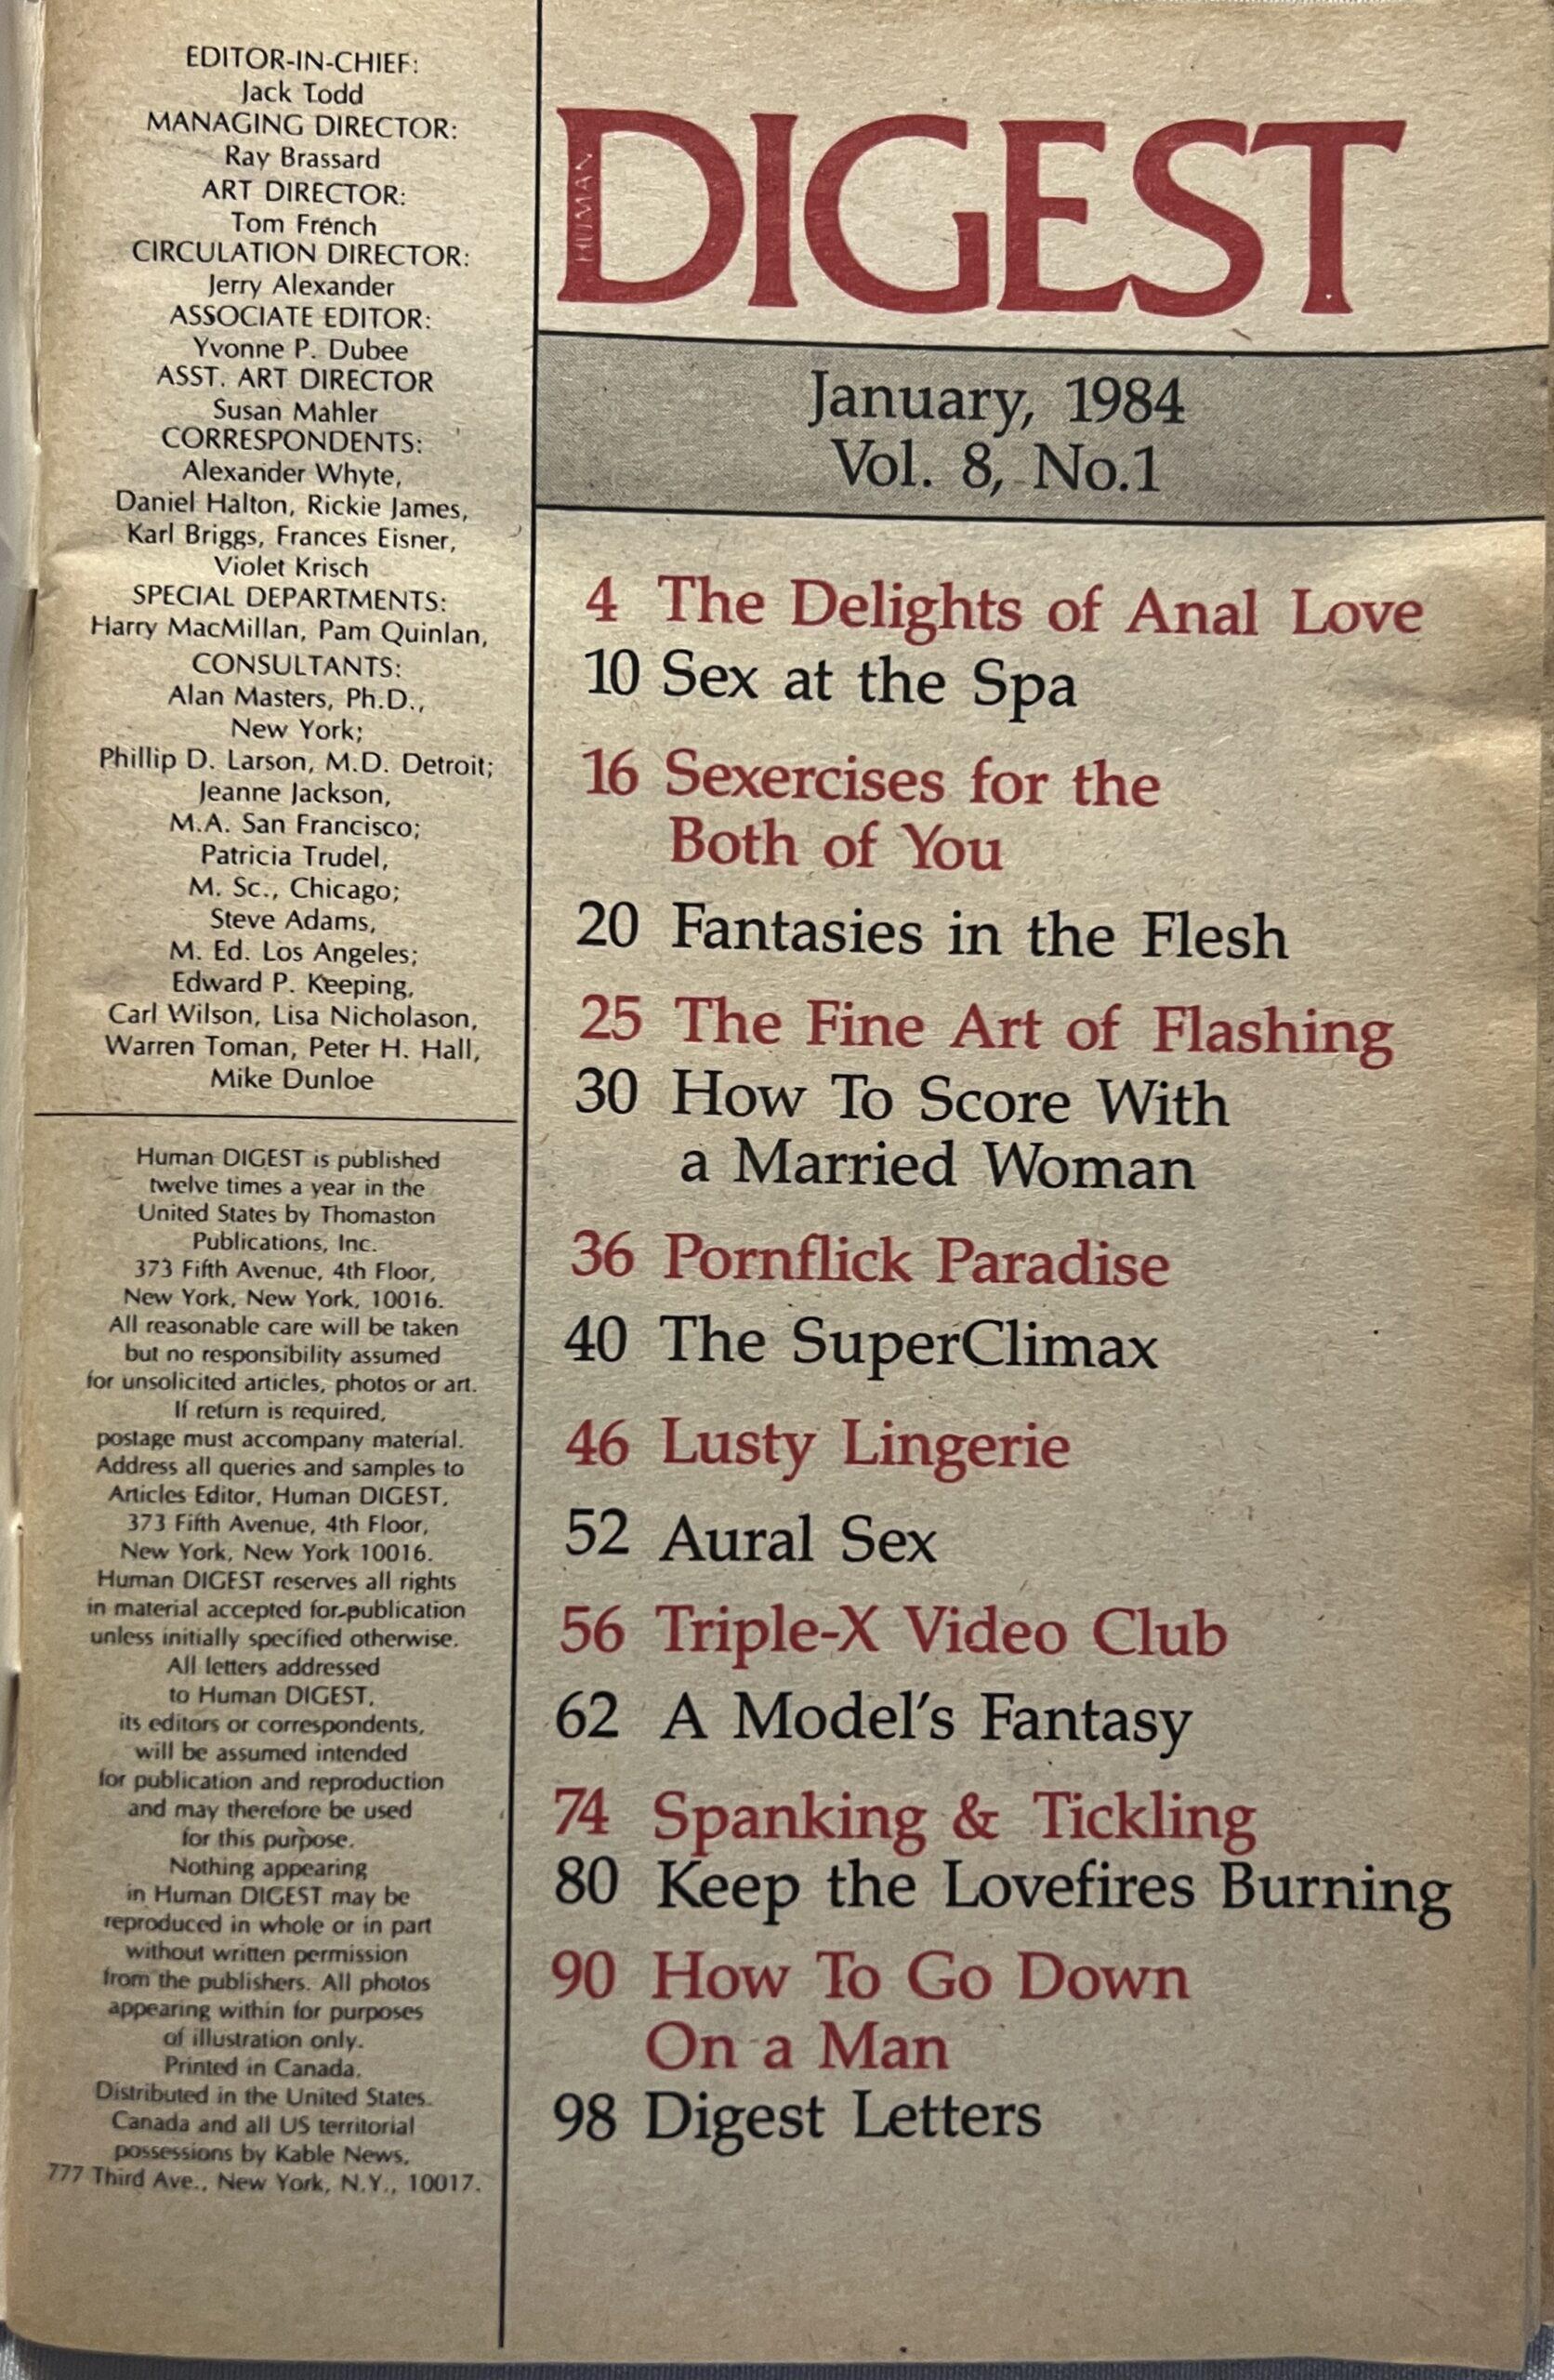 EDITOR-IN-CHIEF:
Jack Todd
MANAGING DIRECTOR:
Ray Brassard
ART DIRECTOR:
Tom French
CIRCULATION DIRECTOR:
Jerry Alexander
ASSOCIATE EDITOR:
Yvonne P. Dubee
ASST. ART DIRECTOR
Susan Mahler
CORRESPONDENTS:
Alexander Whyte,
Daniel Halton, Rickie James,
Karl Briggs, Frances Eisner,
Violet Krisch
SPECIAL DEPARTMENTS:
Harry MacMillan, Pam Quinlan,
CONSULTANTS:
Alan Masters, Ph.D.,
New York;
Phillip D. Larson, M.D. Detroit;
Jeanne Jackson,
M.A. San Francisco;
Patricia Trudel,
M. Sc., Chicago;
Steve Adams,
M. Ed. Los Angeles;
Edward P. Keeping,
Carl Wilson, Lisa Nicholason,
Warren Toman, Peter H. Hall,
Mike Dunloe
Human DIGEST is published
twelve times a year in the
United States by Thomaston
Publications, Inc.
373 Fifth Avenue, 4th Floor,
New York, New York, 10016.
All reasonable care will be taken
but no responsibility assumed
for unsolicited articles, photos or art.
If return is required,
postage must accompany material.
Address all queries and samples to
Articles Editor, Human DIGEST,
373 Fifth Avenue, 4th Floor,
New York, New York 10016.
Human DIGEST reserves all rights
in material accepted for publication
unless initially specified otherwise.
All letters addressed
to Human DIGEST,
its editors or correspondents,
will be assumed intended
for publication and reproduction
and may therefore be used
for this purpose.
Nothing appearing
in Human DIGEST may be
reproduced in whole or in part
without written permission
from the publishers. All photos
appearing within for purposes
of illustration only.
Printed in Canada.
Distributed in the United States.
Canada and all US territorial
possessions by Kable News,
777 Third Ave., New York, N.Y., 10017.
HUMAN
DIGEST
January, 1984
Vol. 8, No.1
4 The Delights of Anal Love
10 Sex at the Spa
16 Sexercises for the
Both of You
20 Fantasies in the Flesh
25 The Fine Art of Flashing
30 How To Score With
a Married Woman
36 Pornflick Paradise
40 The SuperClimax
46 Lusty Lingerie
52 Aural Sex
56 Triple-X Video Club
62 A Model's Fantasy
74 Spanking & Tickling
80 Keep the Lovefires Burning
90 How To Go Down
On a Man
98 Digest Letters